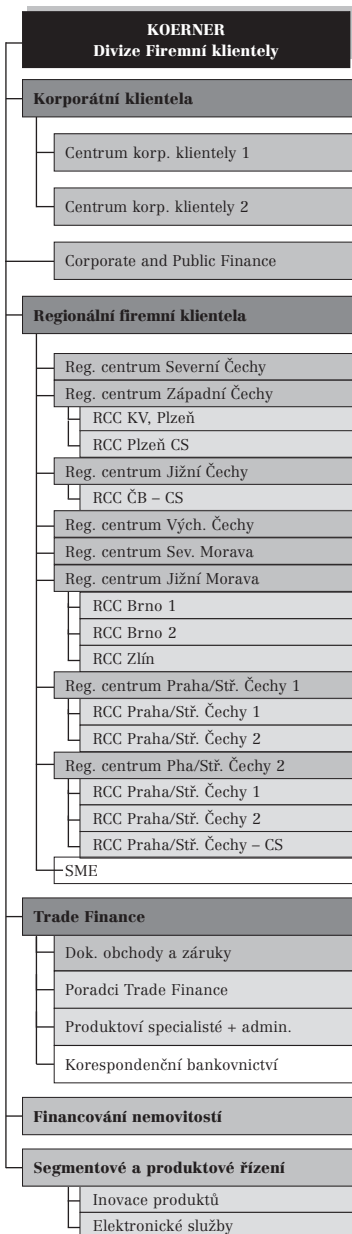 KOERNER
Divize Firemní klientely
Korporátní klientela
Centrum korp. klientely 1
Centrum korp. klientely 2
Corporate and Public Finance
Regionální firemní klientela
Reg. centrum Severní Čechy
Reg. centrum Západní Čechy
RCC KV, Plzeň
RCC Plzeň CS
Reg. centrum Jižní Čechy
RCC ČB – CS
Reg. centrum Vých. Čechy
Reg. centrum Sev. Morava
Reg. centrum Jižní Morava
RCC Brno 1
RCC Brno 2
RCC Zlín
Reg. centrum Praha/Stř. Čechy 1
RCC Praha/Stř. Čechy 1
RCC Praha/Stř. Čechy 2
Reg. centrum Pha/Stř. Čechy 2
RCC Praha/Stř. Čechy 1
RCC Praha/Stř. Čechy 2
RCC Praha/Stř. Čechy – CS
SME
Trade Finance
Dok. obchody a záruky
Poradci Trade Finance
Produktoví specialisté + admin.
Korespondenční bankovnictví
Financování nemovitostí
Segmentové a produktové řízení
Inovace produktů
Elektronické služby